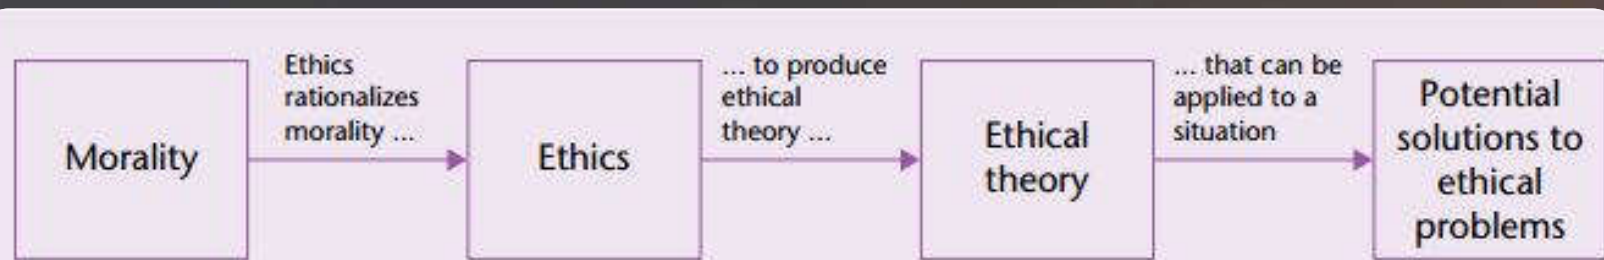 Morality
Ethics
rationalizes
morality ...
Ethics
... to produce
ethical
theory ...
Ethical
theory
... that can be
applied to a
situation
Potential
solutions to
ethical
problems